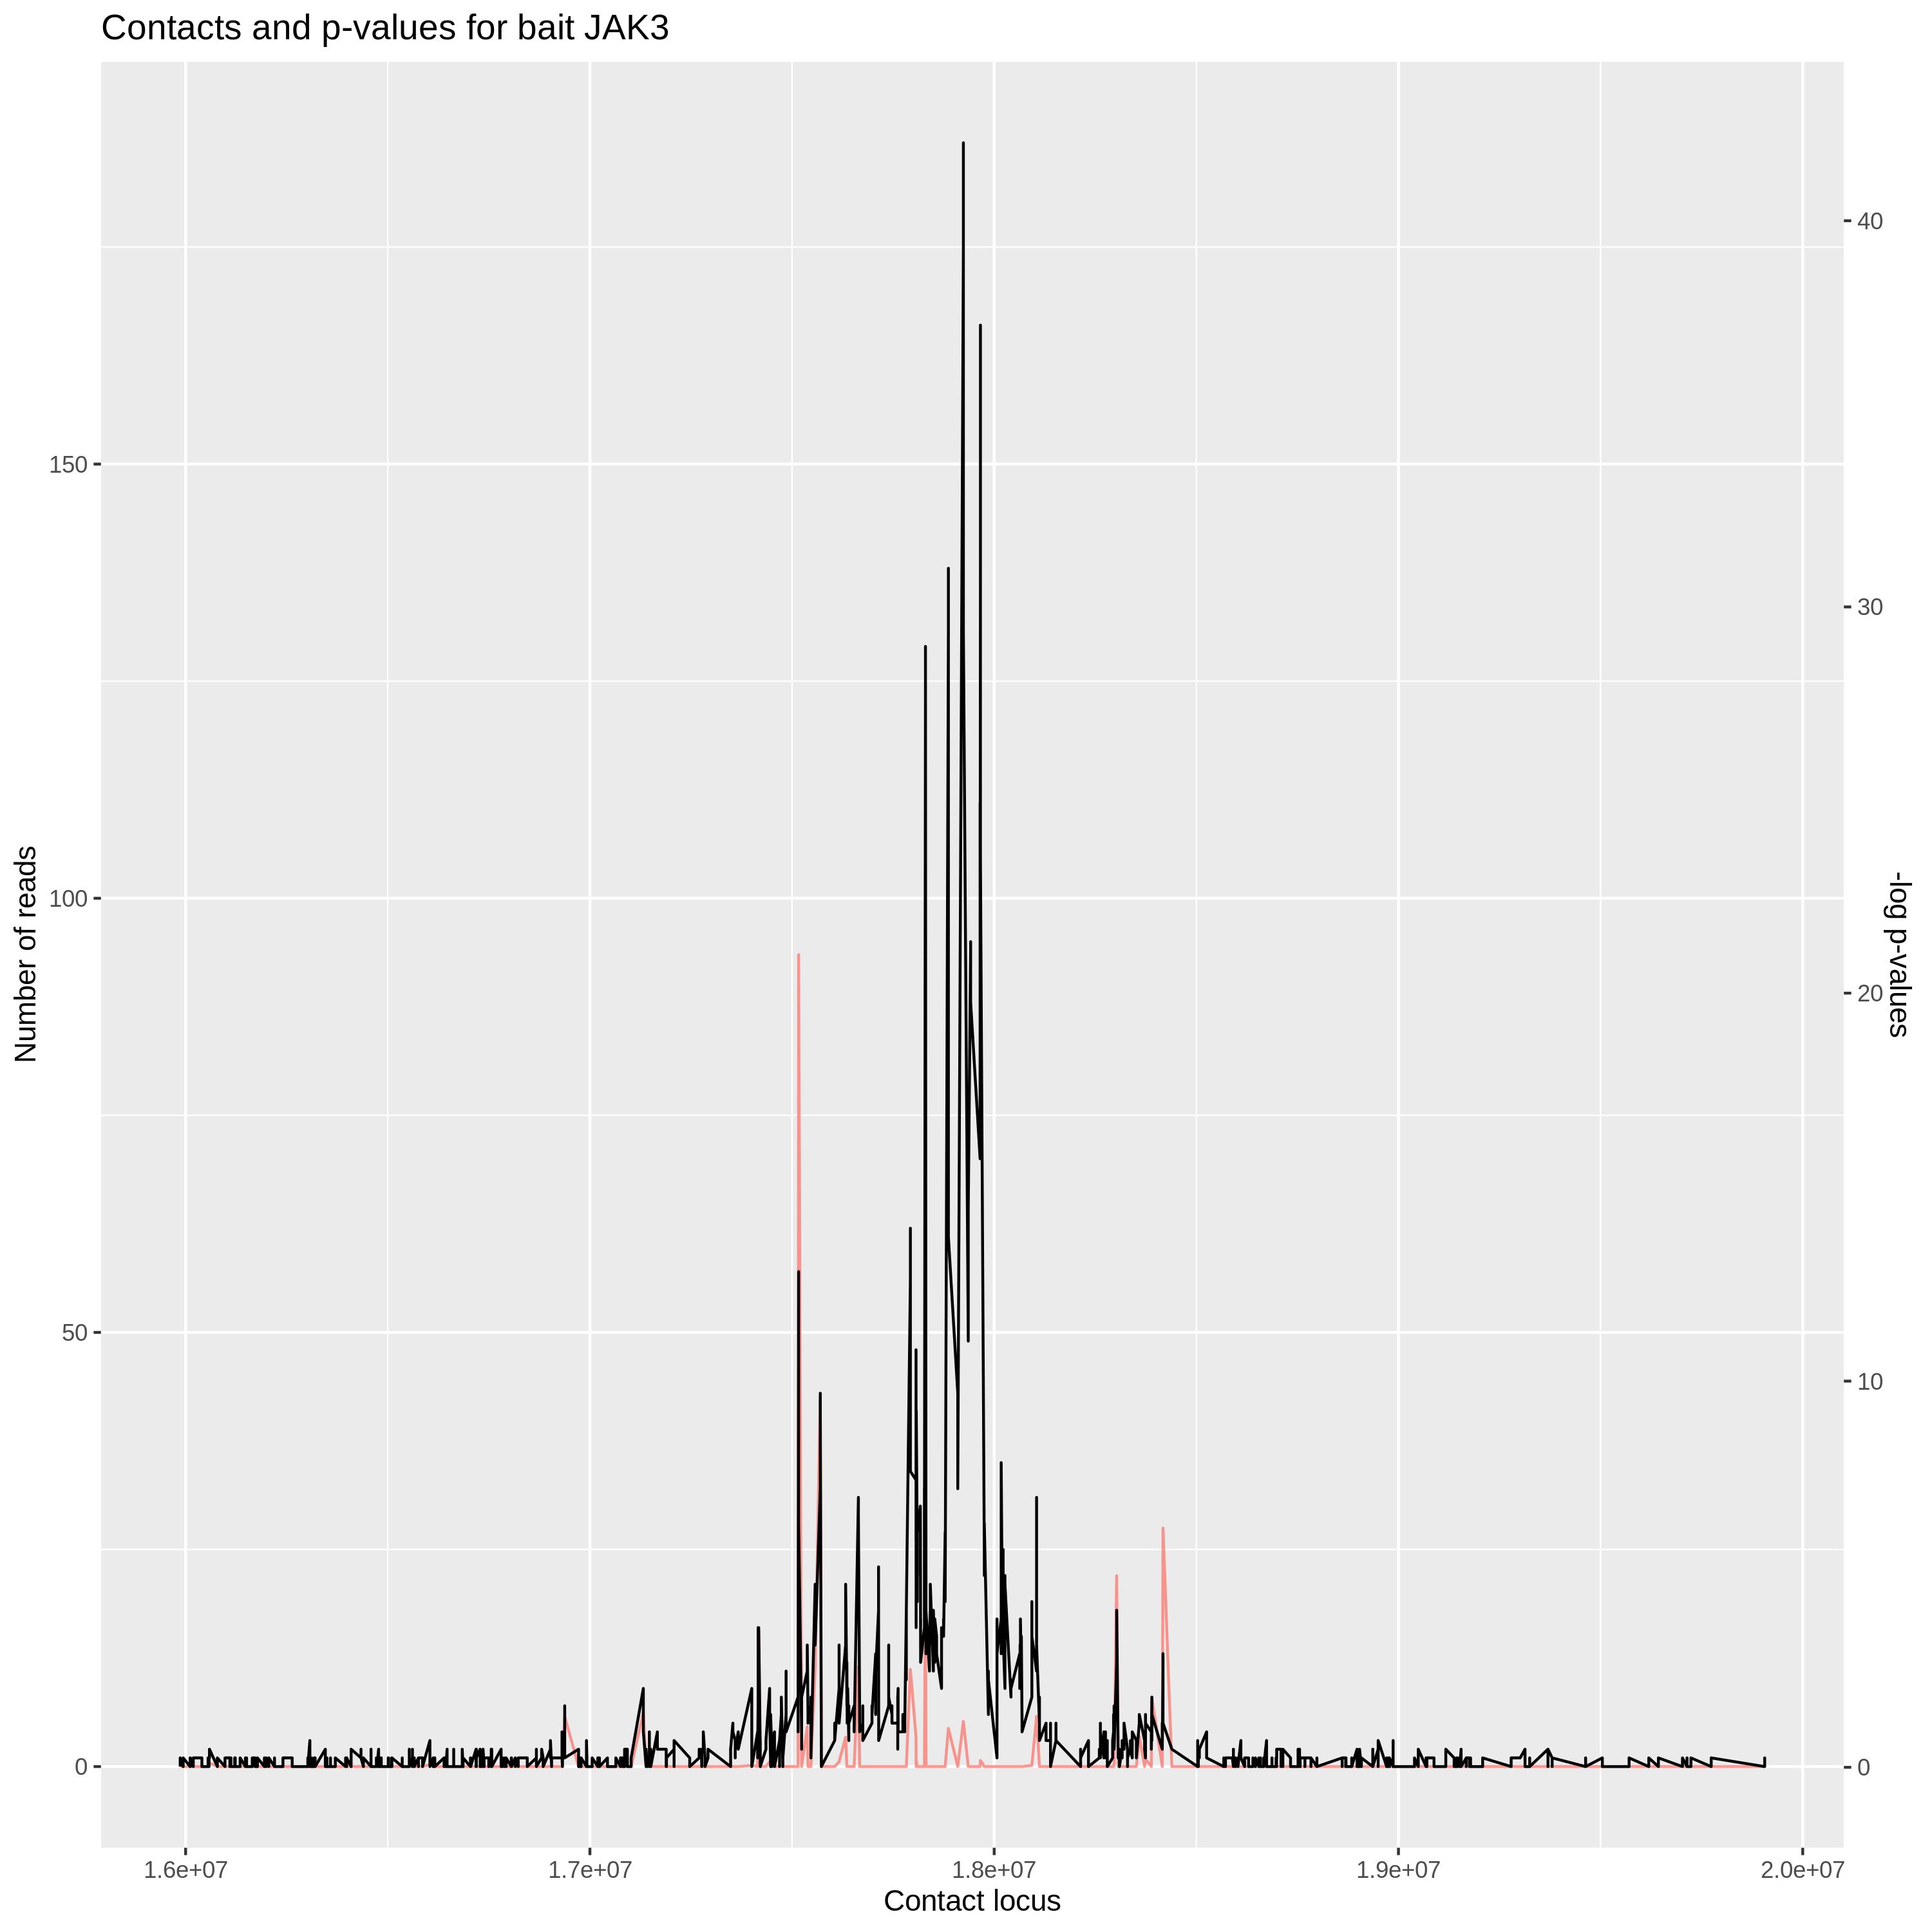 Contacts and p-values for bait JAK3
Number of reads
150
100
50
0
-log p-values
40
30
20
10
0
1.6e+07
1.7e+07
1.8e+07
1.9e+07
2.0e+07
Contact locus